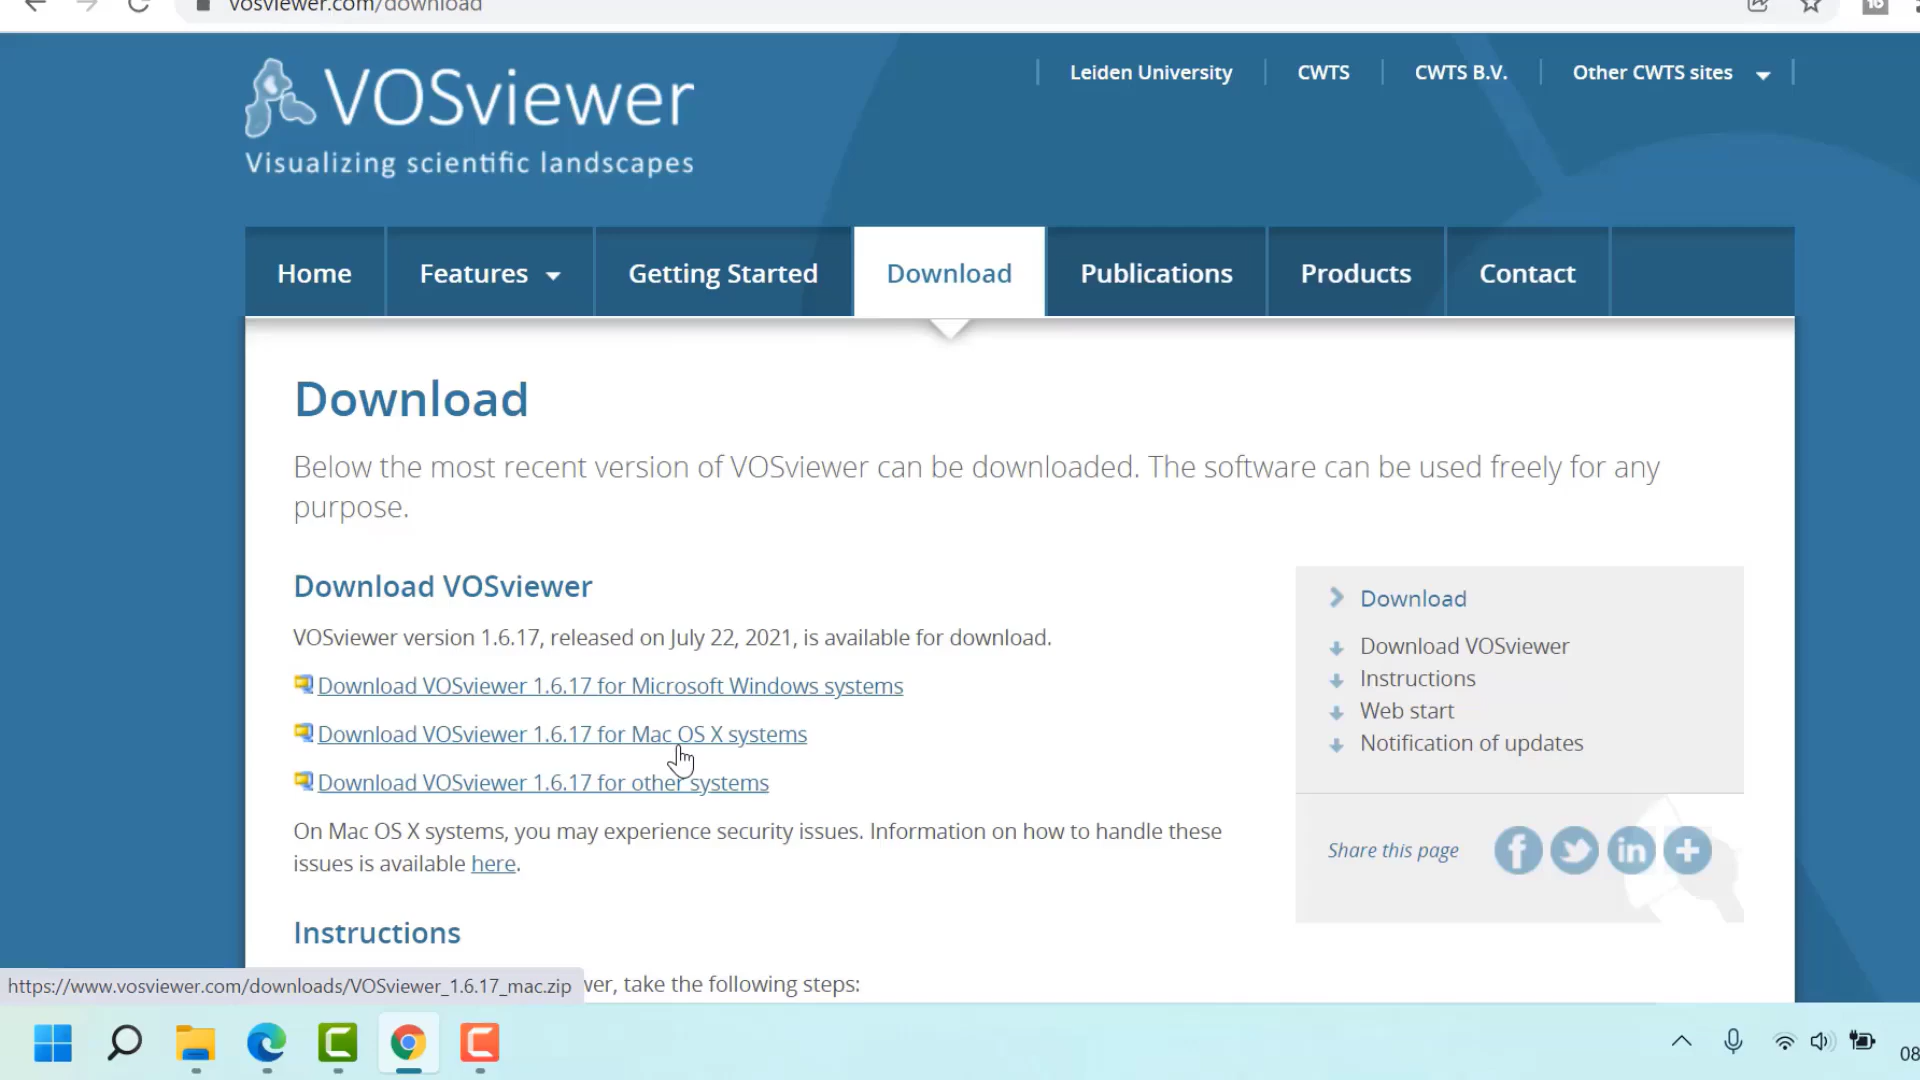 vosviewer.com/download
VOSviewer
Visualizing scientific landscapes
Leiden University
CWTS
CWTS B.V.
Other CWTS sites
Home
Features
Getting Started
Download
Publications
Products
Contact
Download
Below the most recent version of VOSviewer can be downloaded. The software can be used freely for any
purpose.
Download VOSviewer
VOSviewer version 1.6.17, released on July 22, 2021, is available for download.
Download VOSviewer 1.6.17 for Microsoft Windows systems
Download VOSviewer 1.6.17 for Mac OS X systems
Download VOSviewer 1.6.17 for other systems
On Mac OS X systems, you may experience security issues. Information on how to handle these
issues is available here.
Instructions
wer, take the following steps:
Download
Download VOSviewer
Instructions
Web start
Notification of updates
Share this page
https://www.vosviewer.com/downloads/VOSviewer_1.6.17_mac.zip
08